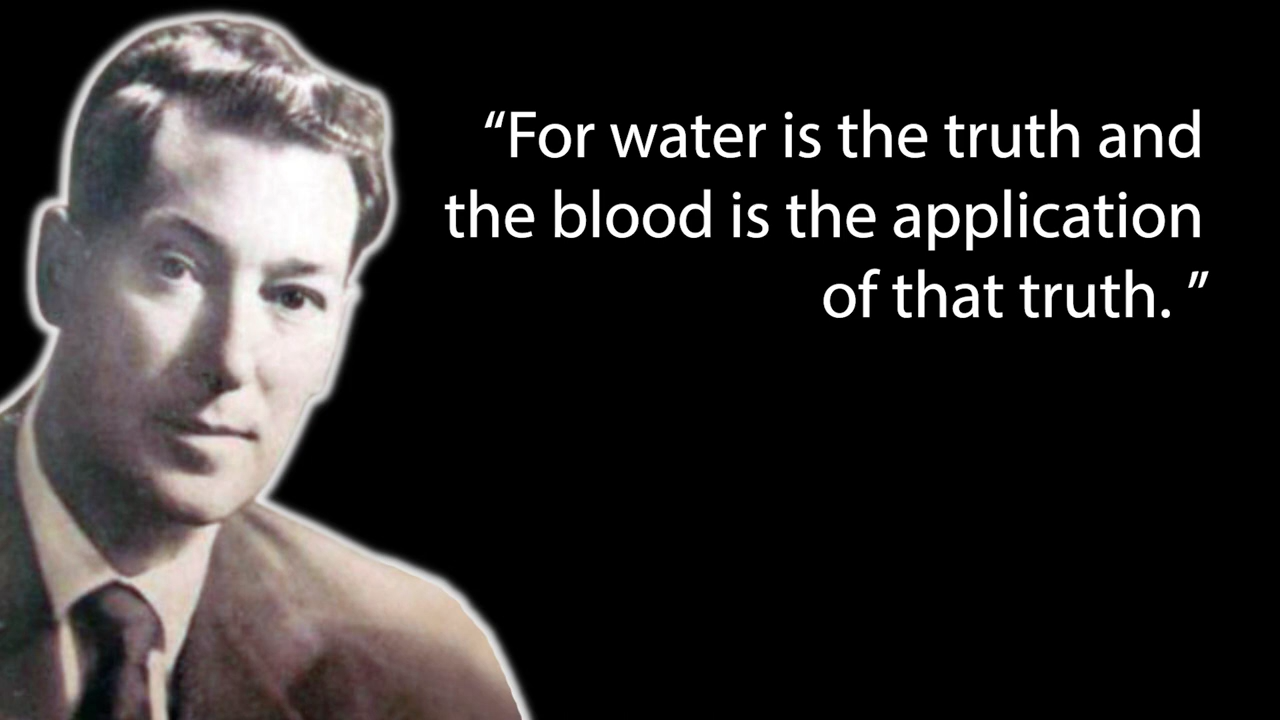 “For water is the truth and
the blood is the application
of that truth. ”